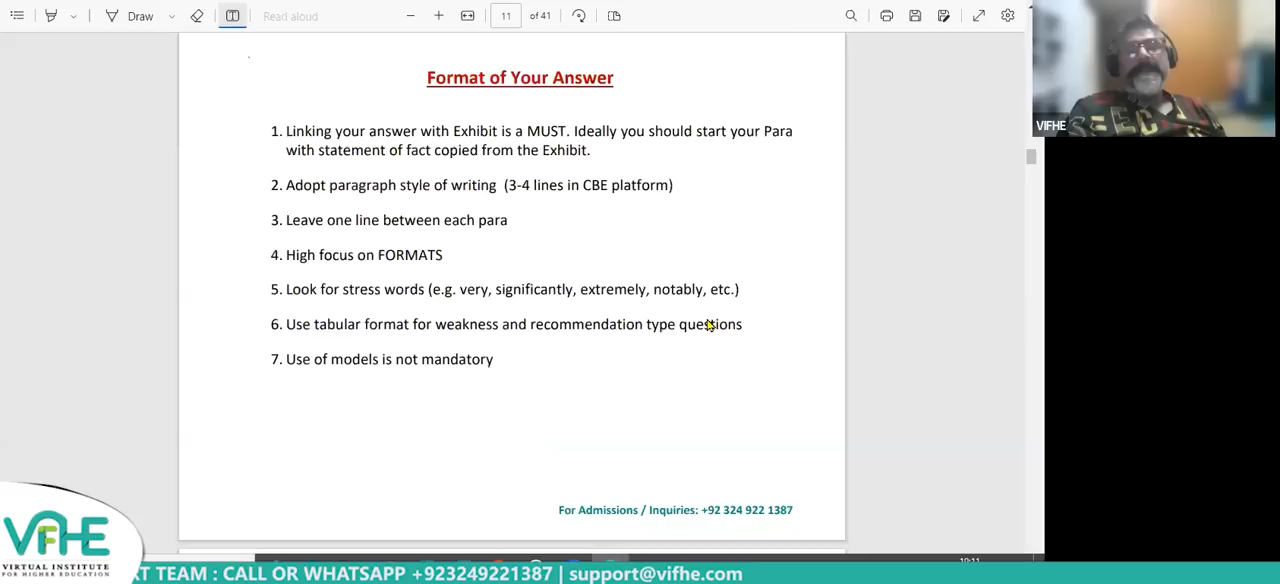 Draw
Read aloud
11
of 41
Format of Your Answer
1. Linking your answer with Exhibit is a MUST. Ideally you should start your Para
with statement of fact copied from the Exhibit.
2. Adopt paragraph style of writing (3-4 lines in CBE platform)
3. Leave one line between each para
4. High focus on FORMATS
5. Look for stress words (e.g. very, significantly, extremely, notably, etc.)
6. Use tabular format for weakness and recommendation type questions
7. Use of models is not mandatory
For Admissions / Inquiries: +92 324 922 1387
VIFHE
VIFHE
VIRTUAL INSTITUTE
FOR HIGHER EDUCATION
RT TEAM : CALL OR WHATSAPP +923249221387 | support@vifhe.com